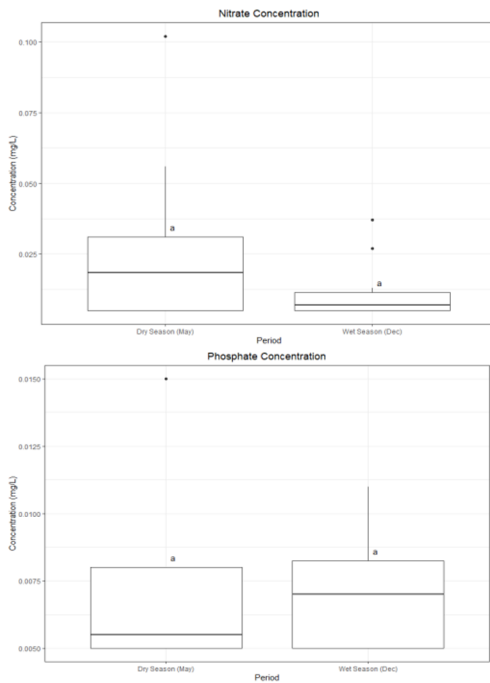 Nitrate Concentration
Concentration (mg/L)
0.100
0.075
0.050
0.025
a
a
Dry Season (May)
Wet Season (Dec)
Period
Phosphate Concentration
Concentration (mg/L)
0.0150
0.0125
0.0100
0.0075
0.0050
a
a
Dry Season (May)
Wet Season (Dec)
Period